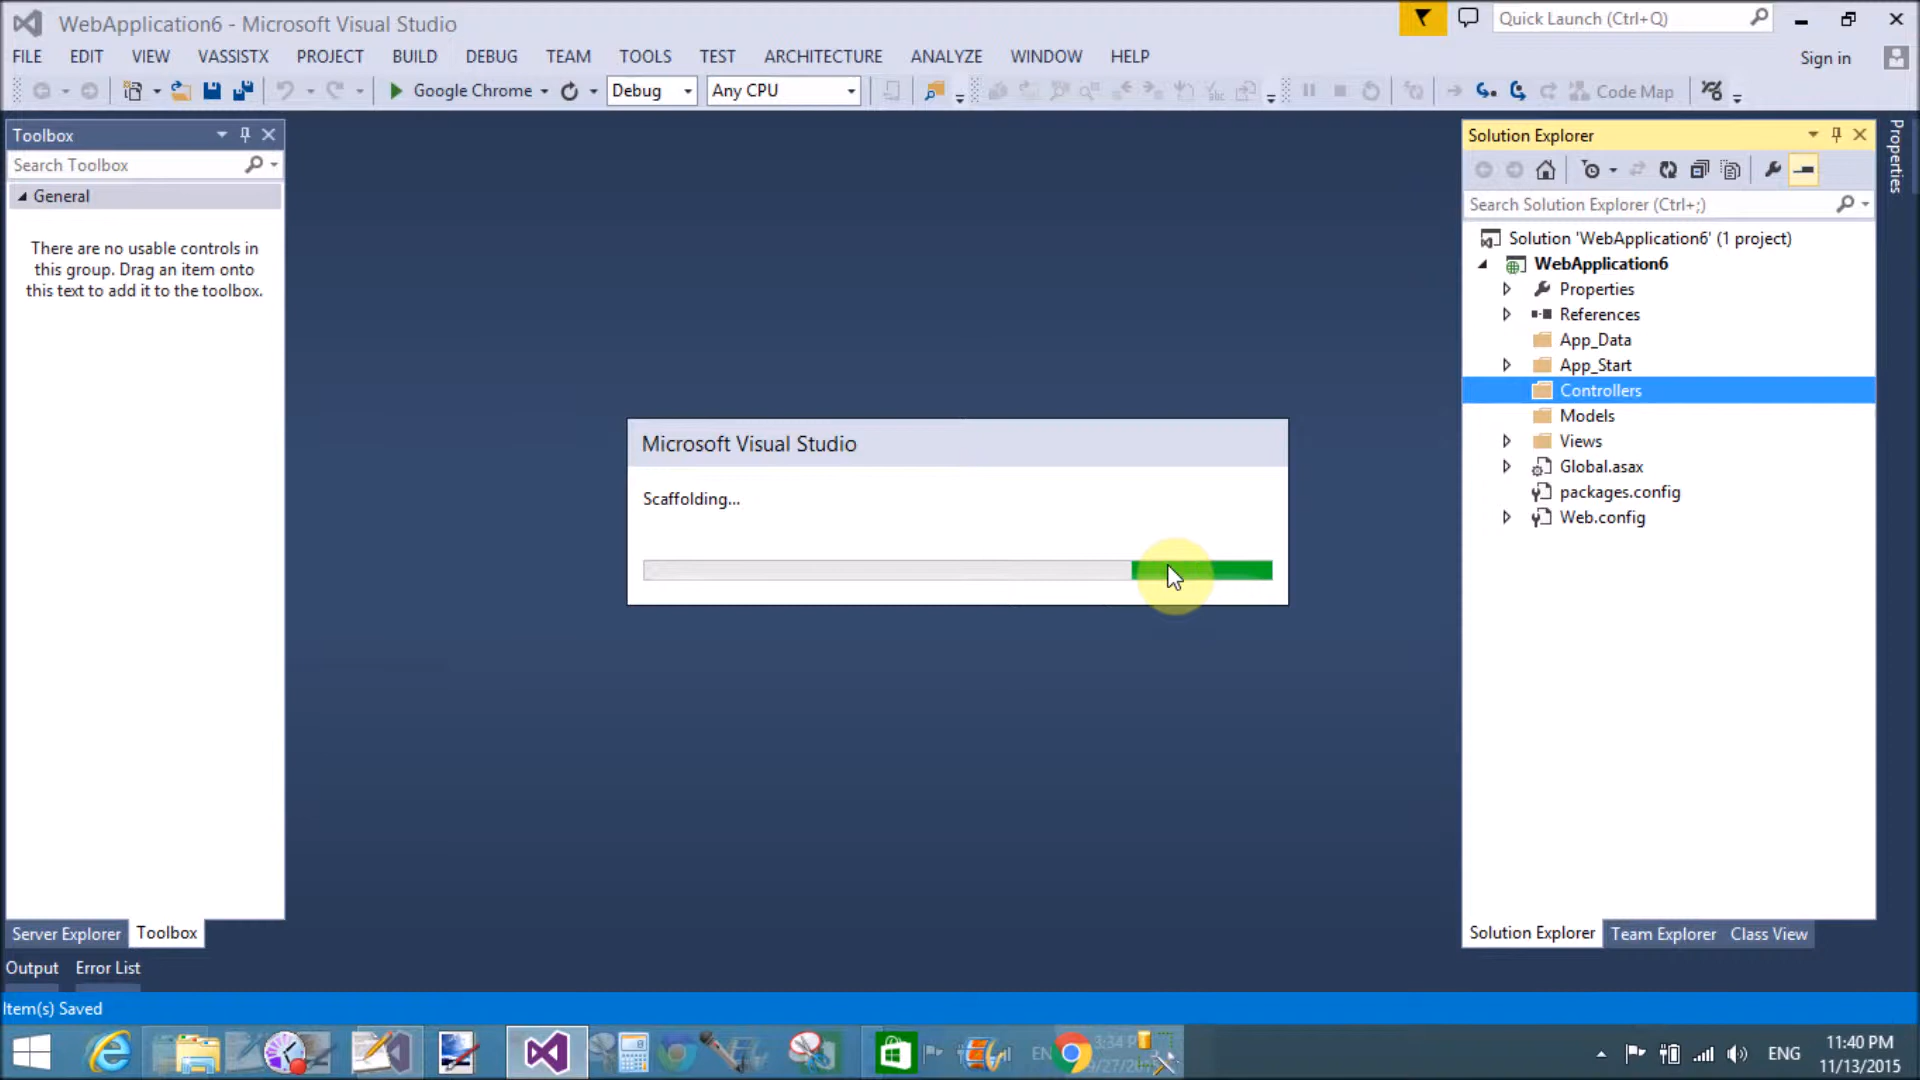 WebApplication6 - Microsoft Visual Studio
Quick Launch (Ctrl+Q)
FILE EDIT VIEW VASSISTX PROJECT BUILD DEBUG TEAM TOOLS TEST ARCHITECTURE ANALYZE WINDOW HELP
Sign in
Google Chrome Debug Any CPU Code Map
Toolbox
Search Toolbox
General
There are no usable controls in
this group. Drag an item onto
this text to add it to the toolbox.
Server Explorer Toolbox
Microsoft Visual Studio
Scaffolding...
Solution Explorer
Search Solution Explorer (Ctrl+;)
Solution 'WebApplication6' (1 project)
WebApplication6
Properties
References
App_Data
App_Start
Controllers
Models
Views
Global.asax
packages.config
Web.config
Solution Explorer Team Explorer Class View
Properties
Output Error List
Item(s) Saved
EN
3:34 P
ENG
11:40 PM
11/13/2015